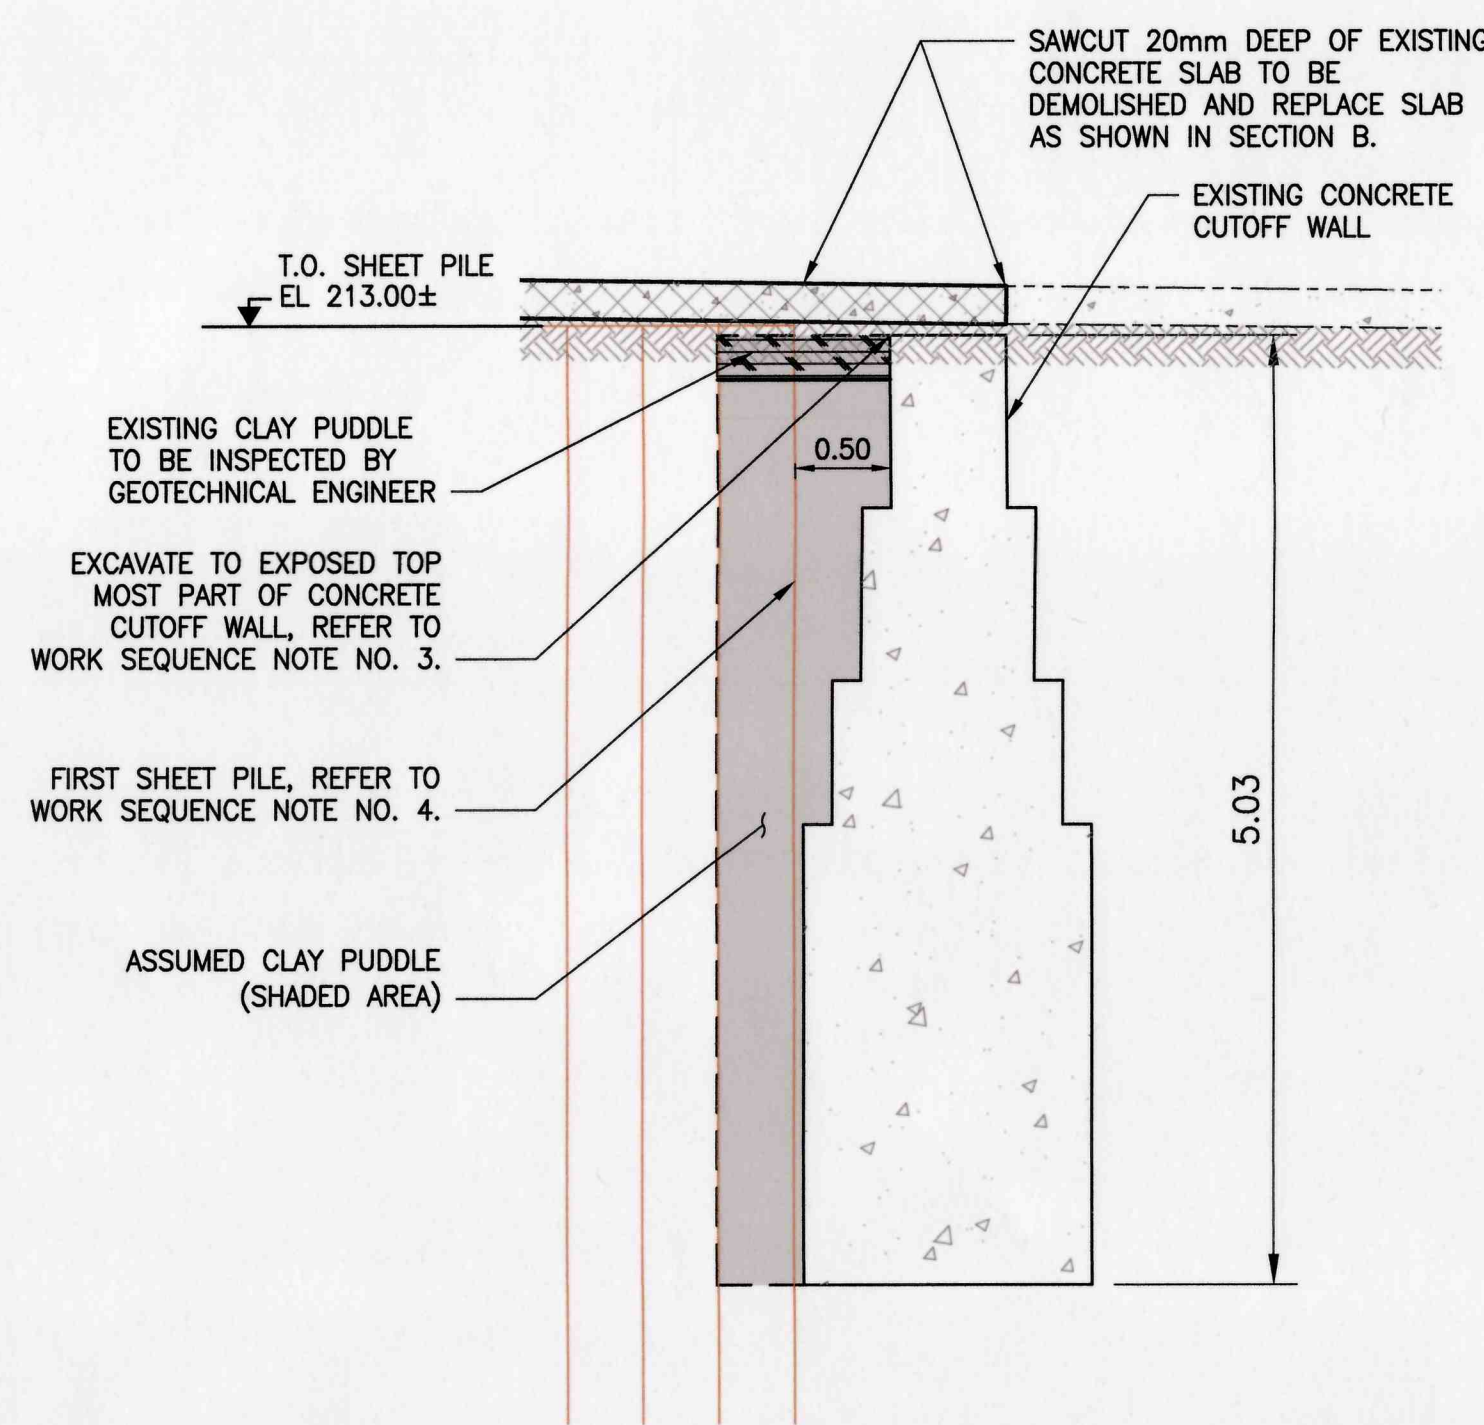 SAWCUT 20mm DEEP OF EXISTING
CONCRETE SLAB TO BE
DEMOLISHED AND REPLACE SLAB
AS SHOWN IN SECTION B.
EXISTING CONCRETE
CUTOFF WALL
T.O. SHEET PILE
EL 213.00±
EXISTING CLAY PUDDLE
TO BE INSPECTED BY
GEOTECHNICAL ENGINEER
0.50
EXCAVATE TO EXPOSED TOP
MOST PART OF CONCRETE
CUTOFF WALL, REFER TO
WORK SEQUENCE NOTE NO. 3.
FIRST SHEET PILE, REFER TO
WORK SEQUENCE NOTE NO. 4.
5.03
ASSUMED CLAY PUDDLE
(SHADED AREA)